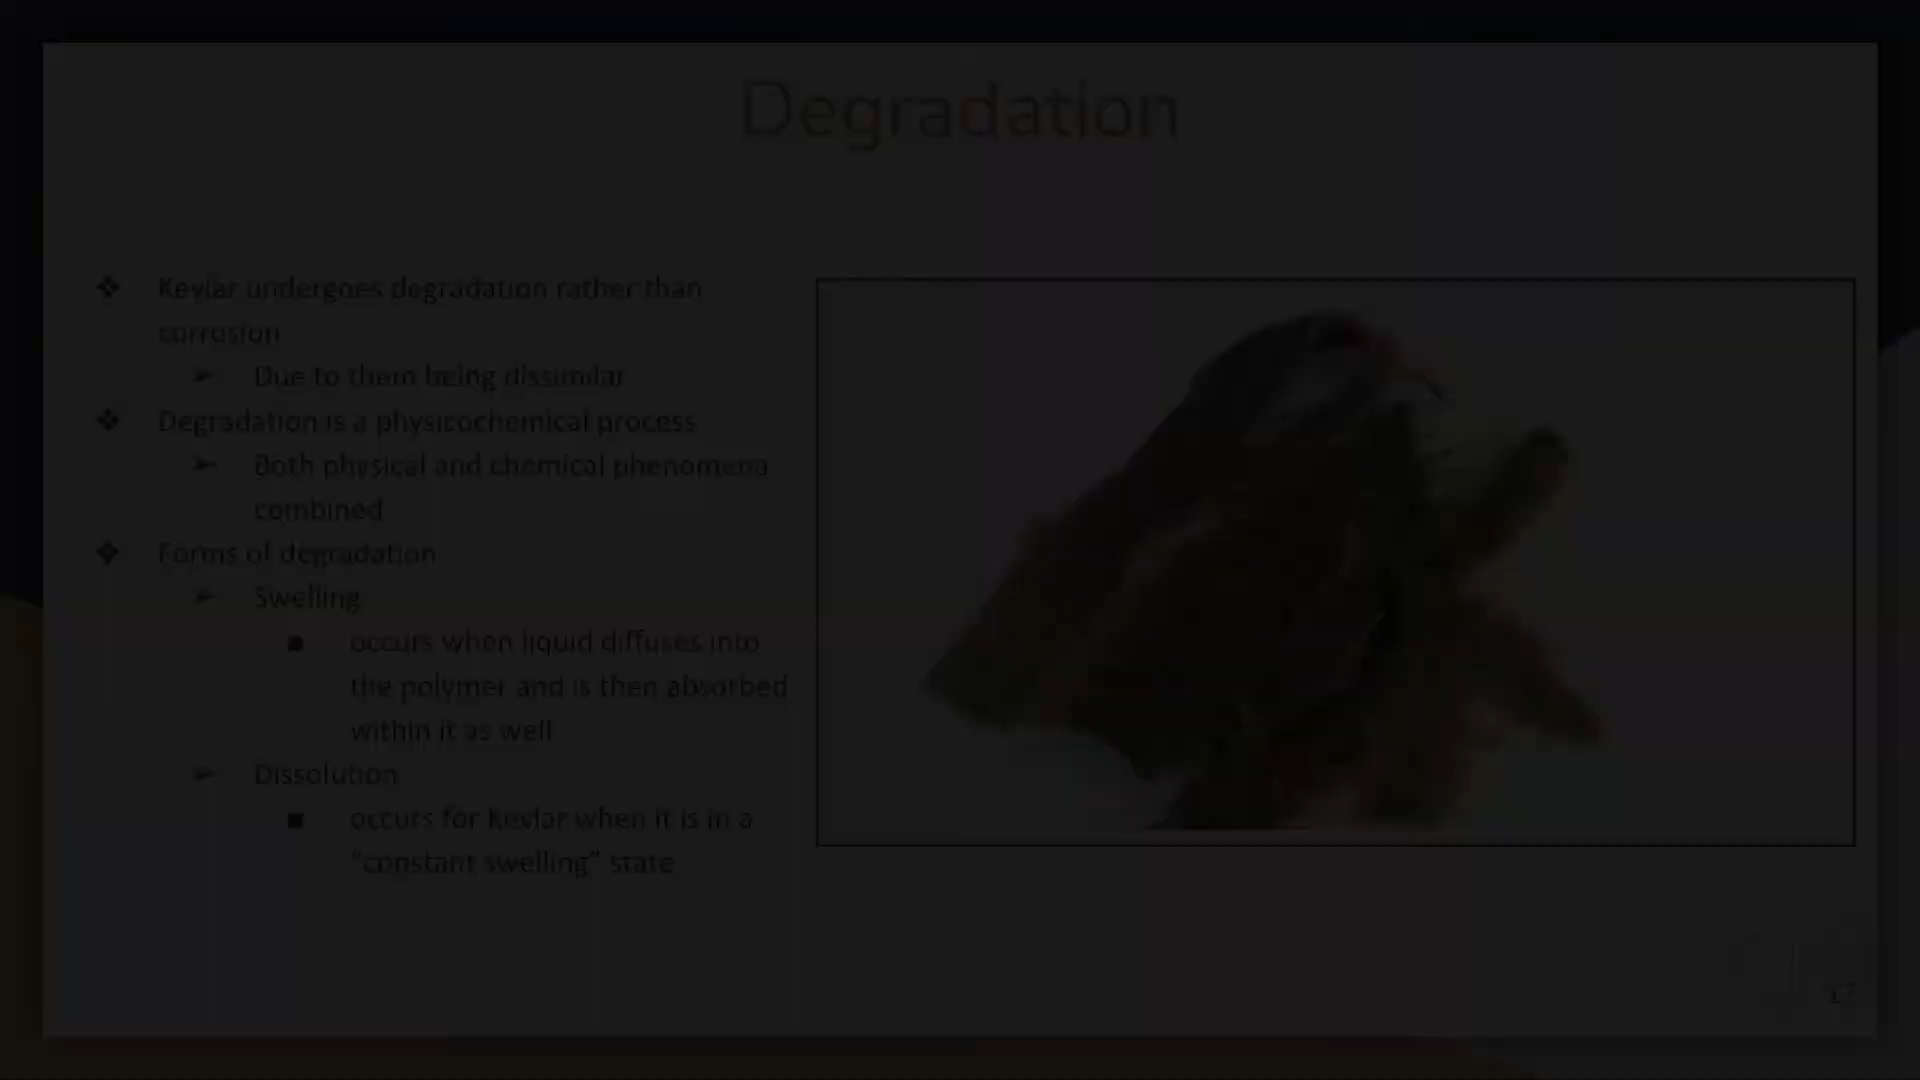 Degradation
❖ Kevlar undergoes degradation rather than
corrosion
➢ Due to them being dissimilar
❖ Degradation is a physicochemical process
➢ Both physical and chemical phenomena
combined
❖ Forms of degradation
➢ Swelling
■ occurs when liquid diffuses into
the polymer and is then absorbed
within it as well
➢ Dissolution
■ occurs for Kevlar when it is in a
“constant swelling” state